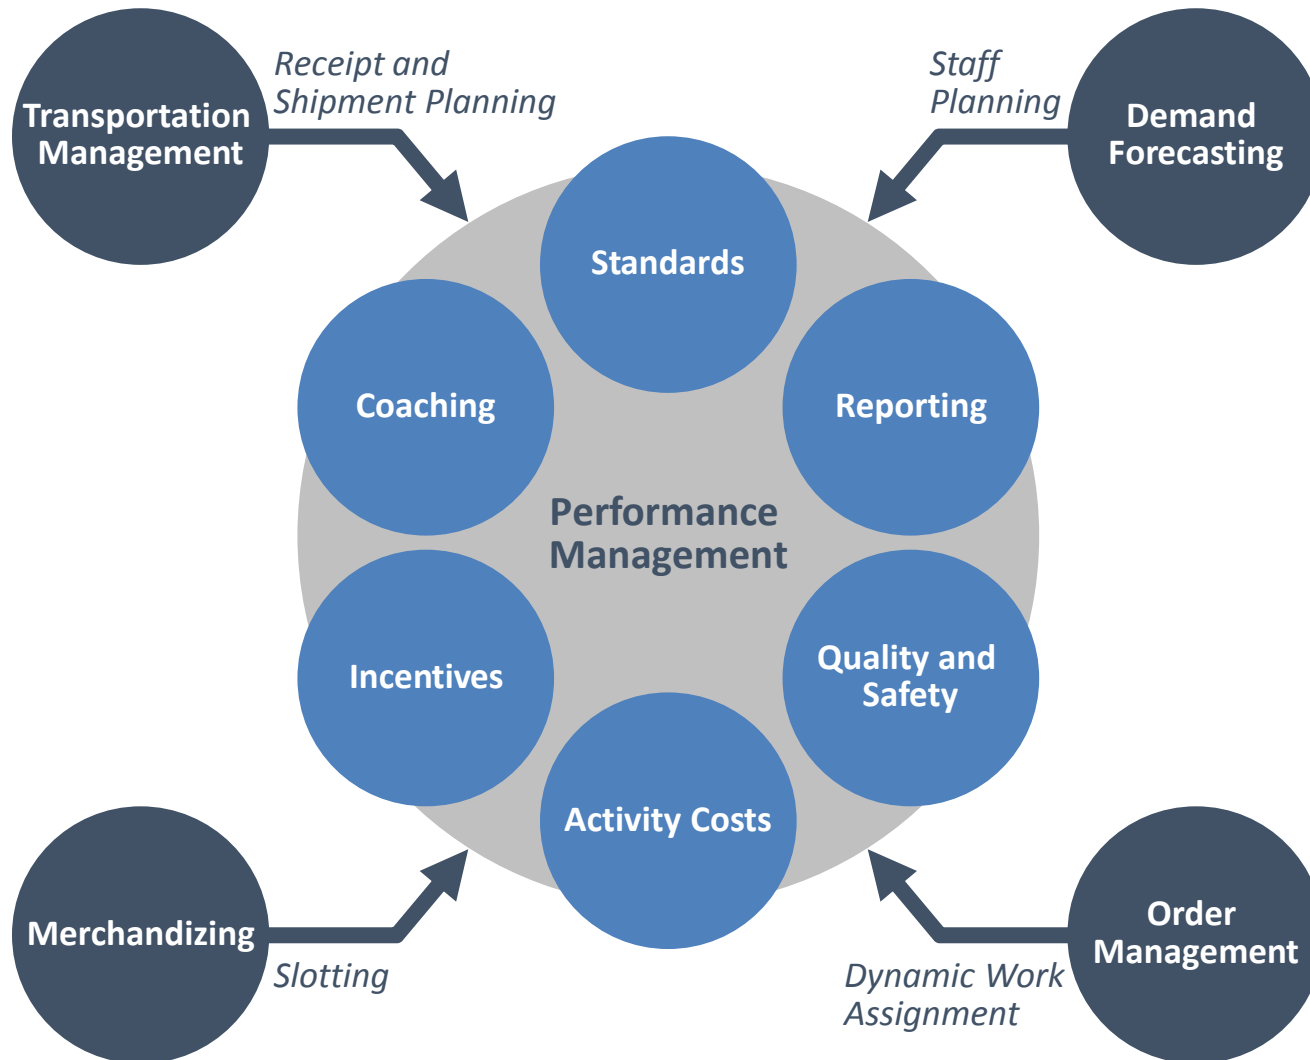 Receipt and
Shipment Planning
Staff
Planning
Transportation
Management
Demand
Forecasting
Standards
Coaching
Reporting
Performance
Management
Incentives
Quality and
Safety
Activity Costs
Merchandizing
Order
Management
Slotting
Dynamic Work
Assignment